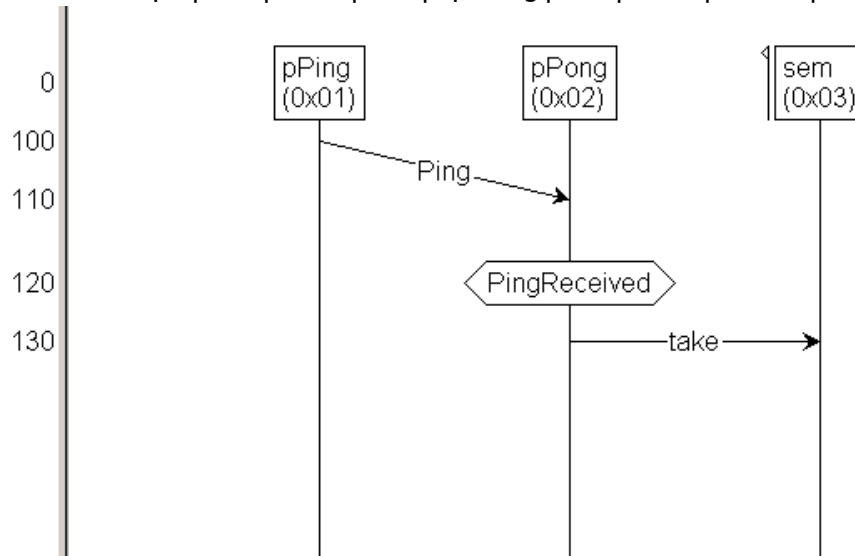 pPing
(0x01)
pPong
(0x02)
sem
(0x03)
0
100
Ping
110
120
PingReceived
130
take